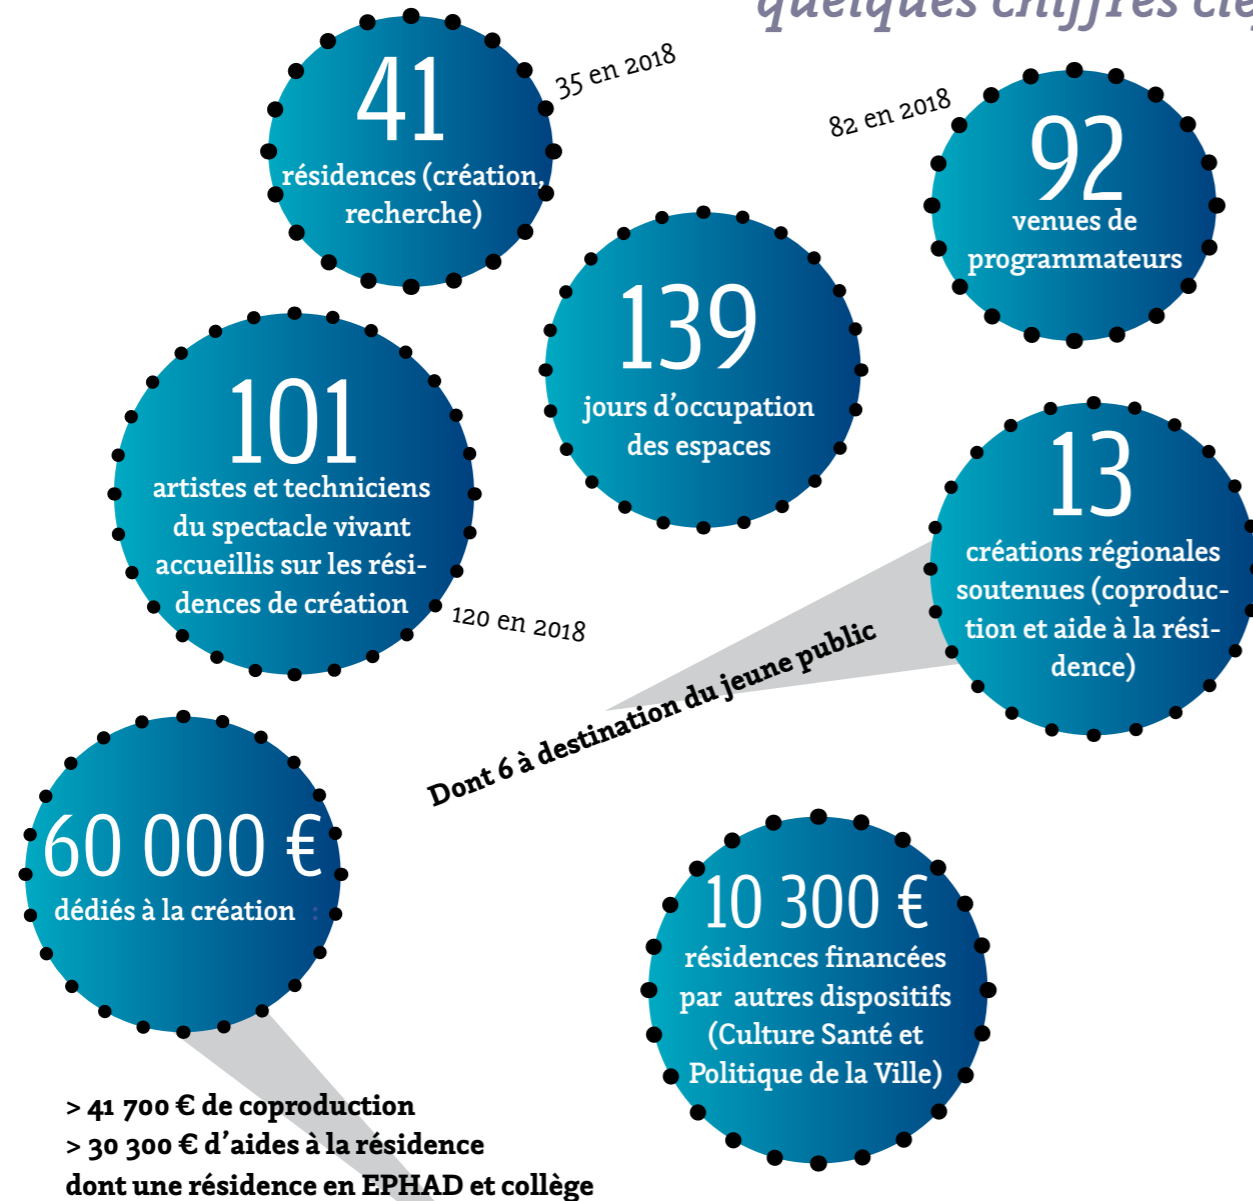 quelques chiffres clef
41
résidences (création,
recherche)
35 en 2018
82 en 2018
92
venues de
programmateurs
139
jours d'occupation
des espaces
101
artistes et techniciens
du spectacle vivant
accueillis sur les rési-
dences de création
120 en 2018
13
créations régionales
soutenues (coproduc-
tion et aide à la rési-
dence)
Dont 6 à destination du jeune public
60 000 €
dédiés à la création :
> 41 700 € de coproduction
> 30 300 € d'aides à la résidence
dont une résidence en EPHAD et collège
10 300 €
résidences financées
par autres dispositifs
(Culture Santé et
Politique de la Ville)